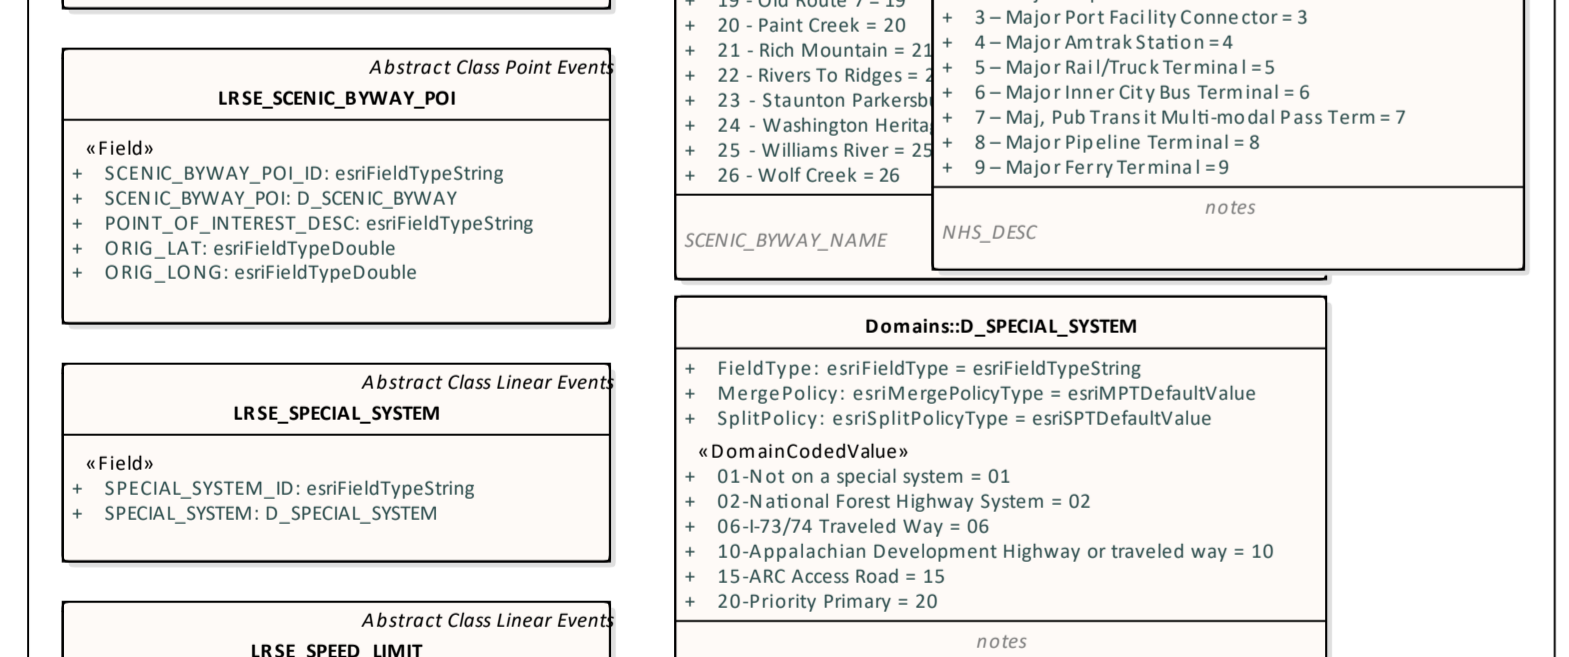 Abstract Class Point Events
LRSE_SCENIC_BYWAY_POI
«Field»
+ SCENIC_BYWAY_POI_ID: esriFieldTypeString
+ SCENIC_BYWAY_POI: D_SCENIC_BYWAY
+ POINT_OF_INTEREST_DESC: esriFieldTypeString
+ ORIG_LAT: esriFieldTypeDouble
+ ORIG_LONG: esriFieldTypeDouble
Abstract Class Linear Events
LRSE_SPECIAL_SYSTEM
«Field»
+ SPECIAL_SYSTEM_ID: esriFieldTypeString
+ SPECIAL_SYSTEM: D_SPECIAL_SYSTEM
Abstract Class Linear Events
LRSE_SPEED_LIMIT
+ 19 - Old Route 7 = 19
+ 20 - Paint Creek = 20
+ 21 - Rich Mountain = 21
+ 22 - Rivers To Ridges =
+ 23 - Staunton
+ 24 - Washington
+ 25 - Williams River = 25
+ 26 - Wolf Creek = 26
SCENIC_BYWAY_NAME
+ 3 – Major Port Facility Connector = 3
+ 4 – Major Amtrak Station = 4
+ 5 – Major Rail/Truck Terminal = 5
+ 6 – Major Inner City Bus Terminal = 6
+ 7 – Maj, Pub Transit Multi-modal Pass Term = 7
+ 8 – Major Pipeline Terminal = 8
+ 9 – Major Ferry Terminal = 9
notes
NHS_DESC
Domains::D_SPECIAL_SYSTEM
+ FieldType: esriFieldType = esriFieldTypeString
+ MergePolicy: esriMergePolicyType = esriMPTDefaultValue
+ SplitPolicy: esriSplitPolicyType = esriSPTDefaultValue
«DomainCodedValue»
+ 01-Not on a special system = 01
+ 02-National Forest Highway System = 02
+ 06-I-73/74 Traveled Way = 06
+ 10-Appalachian Development Highway or traveled way = 10
+ 15-ARC Access Road = 15
+ 20-Priority Primary = 20
notes